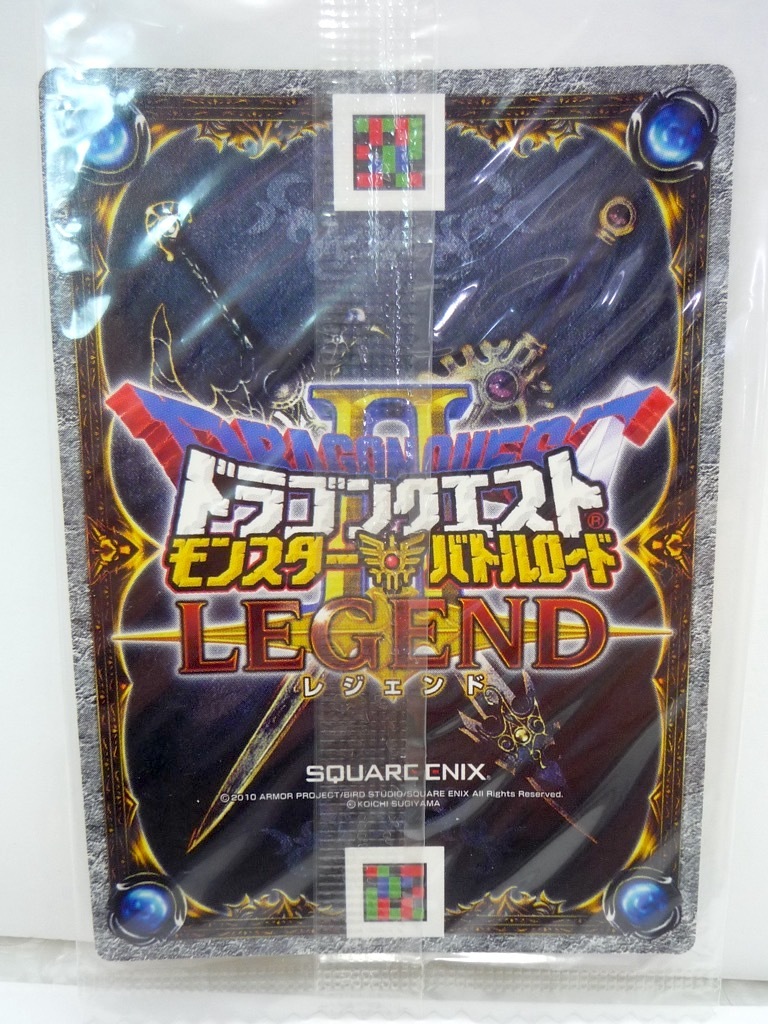 II
DRAGON QUEST
ドラゴンクエスト®
モンスターバトルロード
II
LEGEND
レジェンド
SQUARE ENIX.
©2010 ARMOR PROJECT/BIRD STUDIO/SQUARE ENIX All Rights Reserved.
©KOICHI SUGIYAMA